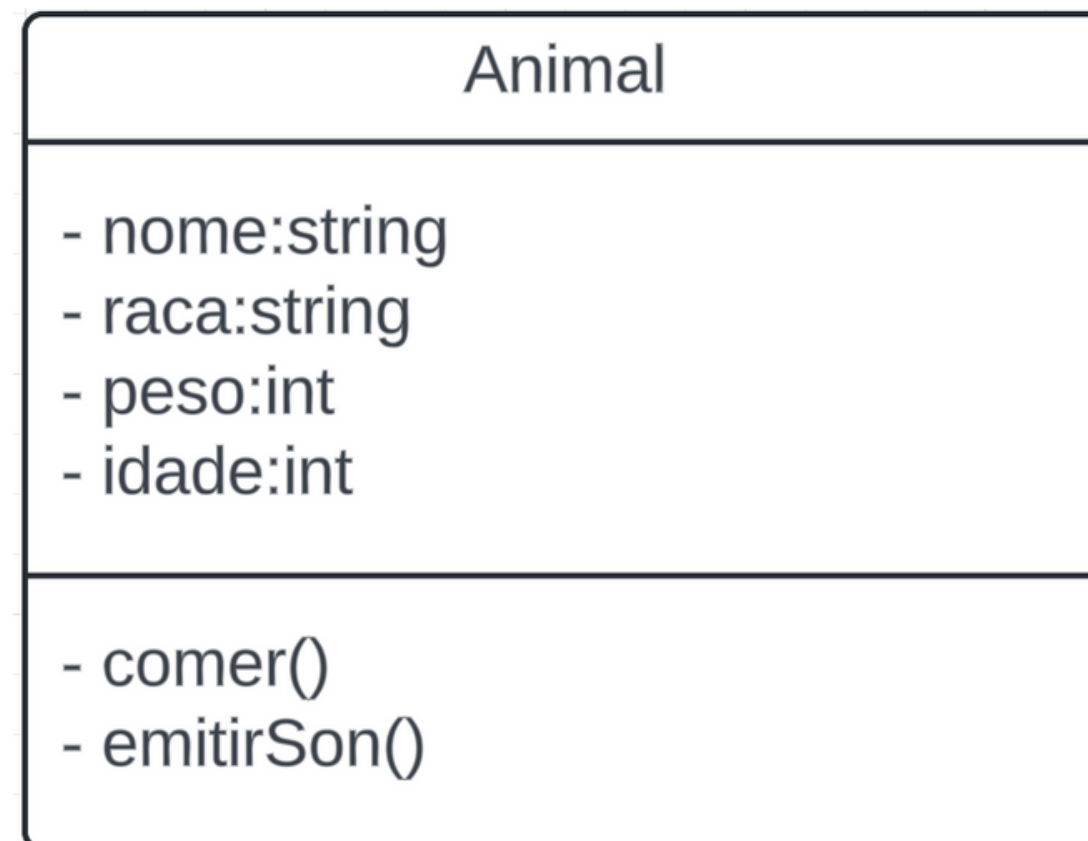 Animal
- nome:string
- raca:string
- peso:int
- idade:int
- comer()
- emitirSon()